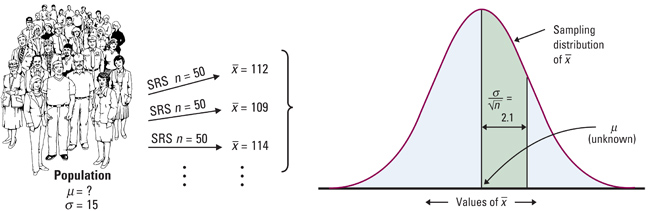 SRS n = 50 x̄ = 112
SRS n = 50 x̄ = 109
SRS n = 50 x̄ = 114
Population
μ = ?
σ = 15
Sampling
distribution
of x̄
σ/√n =
2.1
μ
(unknown)
Values of x̄